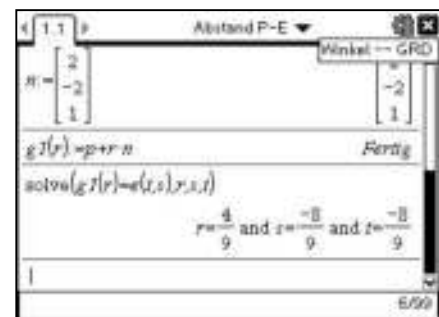 1.1 Abstand P-E
Winkel -- GRD
n:=[2 -2 1] [2 -2 1]
g1(r):=p+r·n Fertig
solve(g1(r)=e(t,s),r,s,t)
r=4/9 and s=-8/9 and t=-8/9
6/99